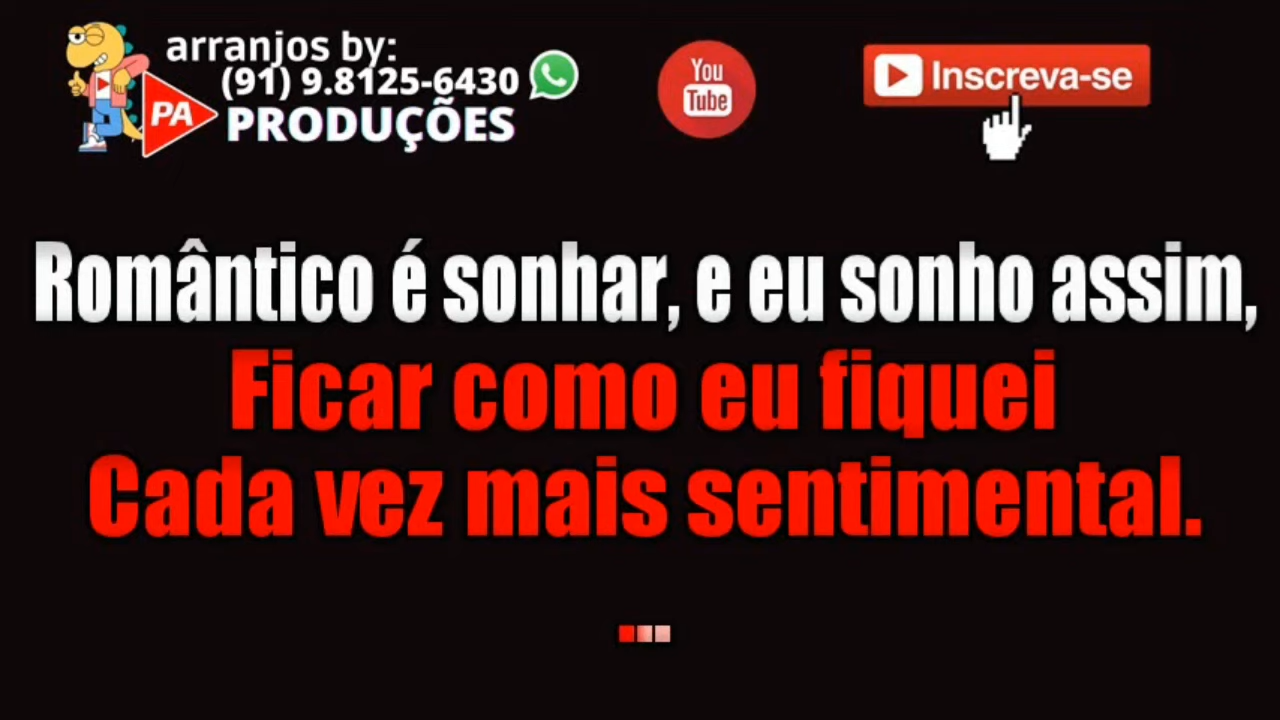 arranjos by:
(91) 9.8125-6430
PA
PRODUÇÕES
You
Tube
Inscreva-se
Romântico é sonhar, e eu sonho assim,
Ficar como eu fiquei
Cada vez mais sentimental.